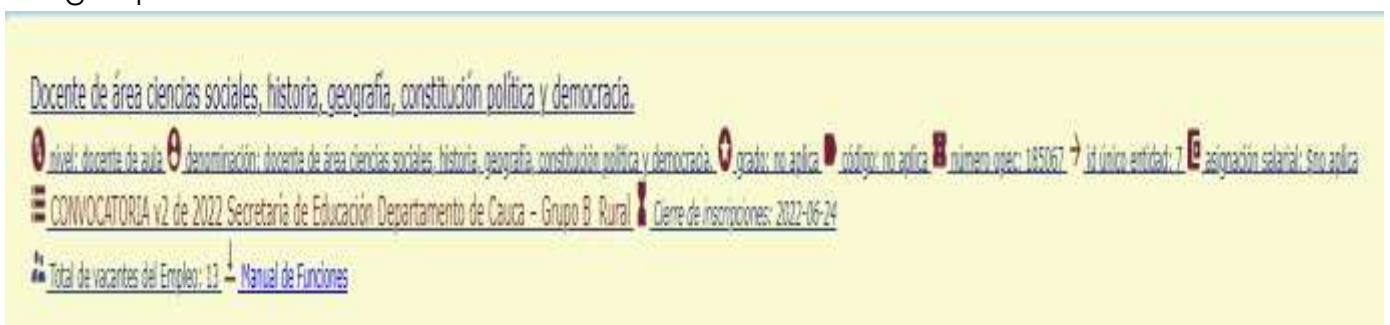 Docente de área ciencias sociales, historia, geografía, constitución política y democracia.
nivel: docente de aula denominación: docente de área ciencias sociales, historia, geografía, constitución política y democracia. grado: no aplica código: no aplica número opec: 185067 id único entidad: 7 asignación salarial: $no aplica
CONVOCATORIA v2 de 2022 Secretaría de Educación Departamento de Cauca – Grupo B Rural Cierre de inscripciones: 2022-06-24
Total de vacantes del Empleo: 13 Manual de Funciones